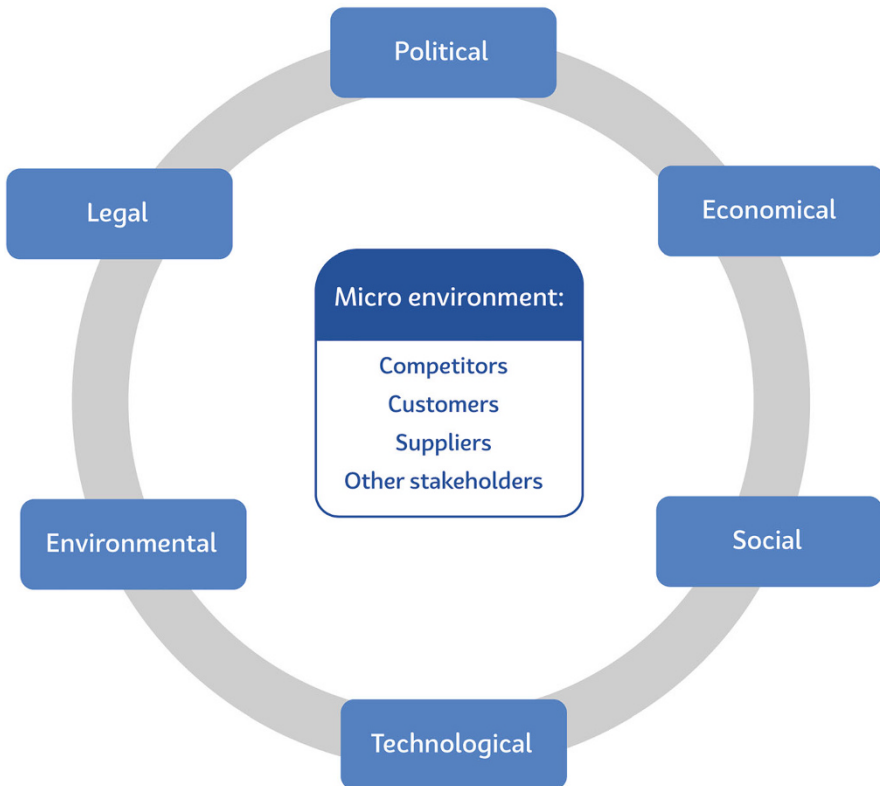 Political
Economical
Legal
Micro environment:
Competitors
Customers
Suppliers
Other stakeholders
Environmental
Social
Technological